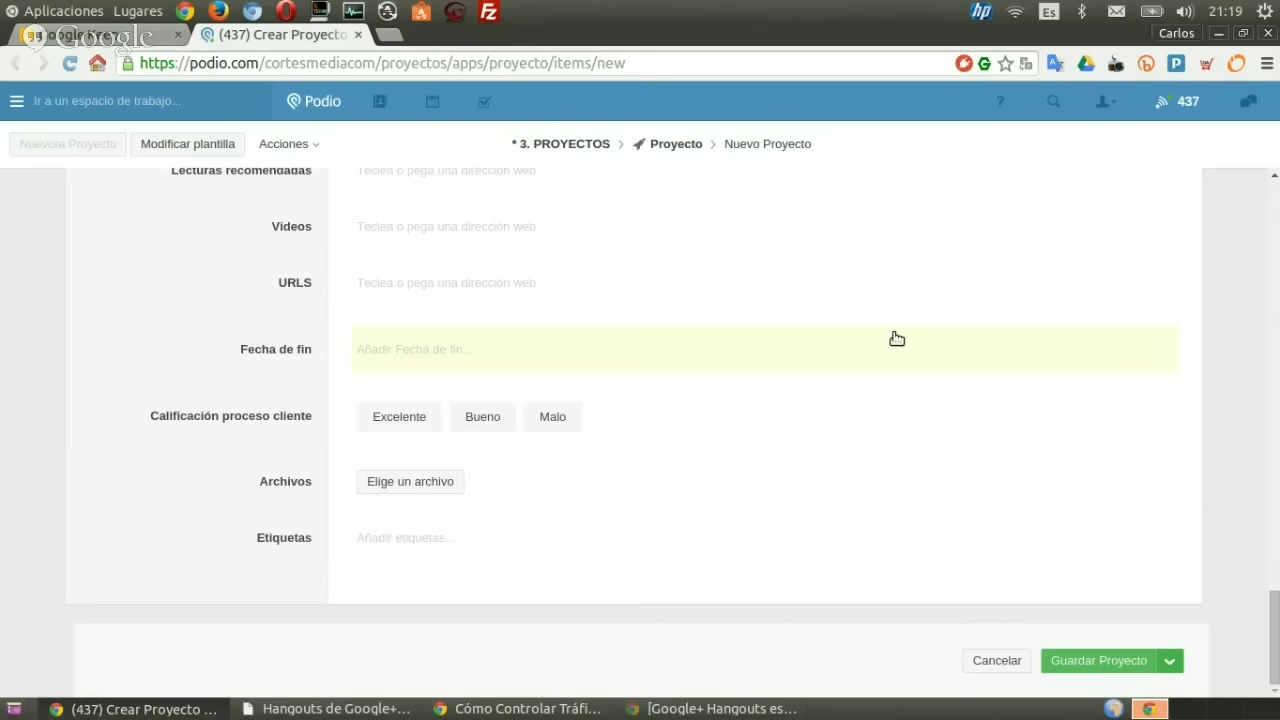 Aplicaciones Lugares
Es
21:19
Google
(437) Crear Proyecto
Carlos
https://podio.com/cortesmediacom/proyectos/apps/proyecto/items/new
Ir a un espacio de trabajo...
Podio
? 437
Nuevo/a Proyecto
Modificar plantilla
Acciones
* 3. PROYECTOS > Proyecto > Nuevo Proyecto
Lecturas recomendadas
Teclea o pega una dirección web
Videos
Teclea o pega una dirección web
URLS
Teclea o pega una dirección web
Fecha de fin
Añadir Fecha de fin...
Calificación proceso cliente
Excelente
Bueno
Malo
Archivos
Elige un archivo
Etiquetas
Añadir etiquetas...
Cancelar
Guardar Proyecto
(437) Crear Proyecto ...
Hangouts de Google+...
Cómo Controlar Tráfi...
[Google+ Hangouts es...